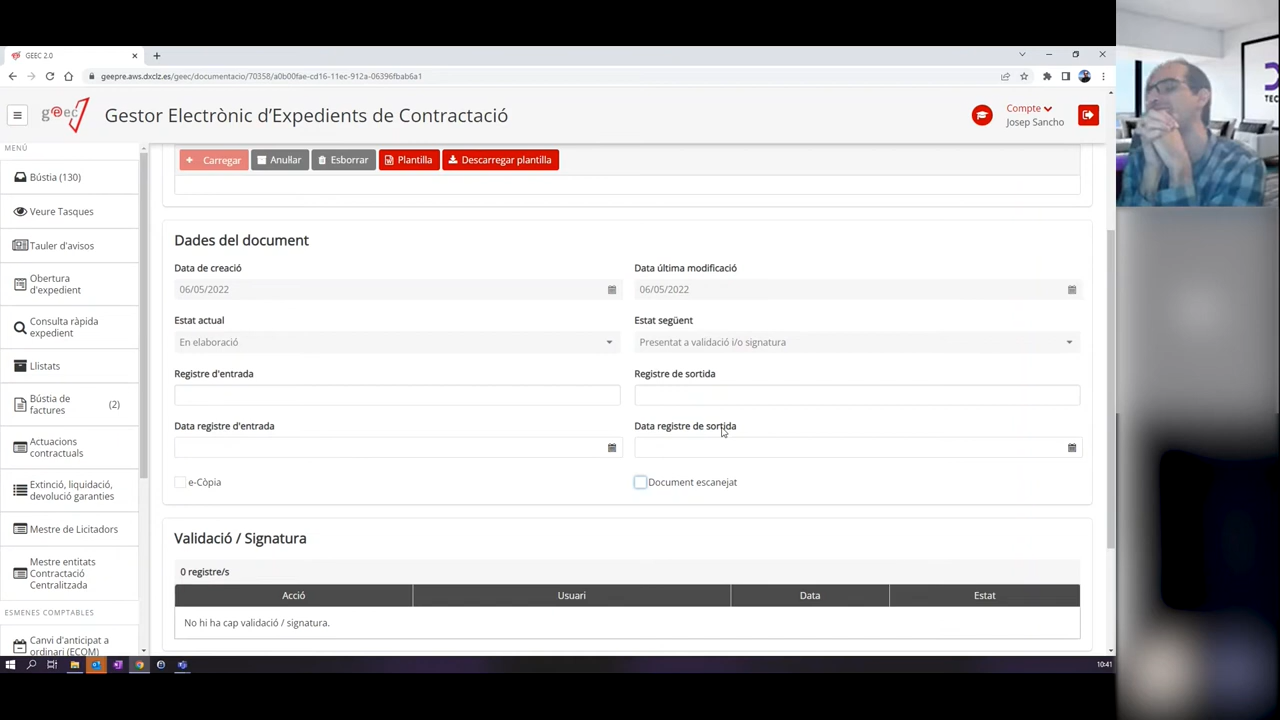 GEEC 2.0
geepre.aws.dxclz.es/geec/documentacio/70358/a0b00fae-cd16-11ec-912a-06396fbab6a1
geec
Gestor Electrònic d'Expedients de Contractació
Compte
Josep Sancho
MENÚ
Bústia (130)
Veure Tasques
Tauler d'avisos
Obertura
d'expedient
Consulta ràpida
expedient
Llistats
Bústia de
factures
(2)
Actuacions
contractuals
Extinció, liquidació,
devolució garanties
Mestre de Licitadors
Mestre entitats
Contractació
Centralitzada
ESMENES COMPTABLES
Canvi d'anticipat a
ordinari (ECOM)
Carregar
Anul·lar
Esborrar
Plantilla
Descarregar plantilla
Dades del document
Data de creació
Data última modificació
06/05/2022
06/05/2022
Estat actual
Estat següent
En elaboració
Presentat a validació i/o signatura
Registre d'entrada
Registre de sortida
Data registre d'entrada
Data registre de sortida
e-Còpia
Document escanejat
Validació / Signatura
0 registre/s
Acció
Usuari
Data
Estat
No hi ha cap validació / signatura.
10:41
TEC